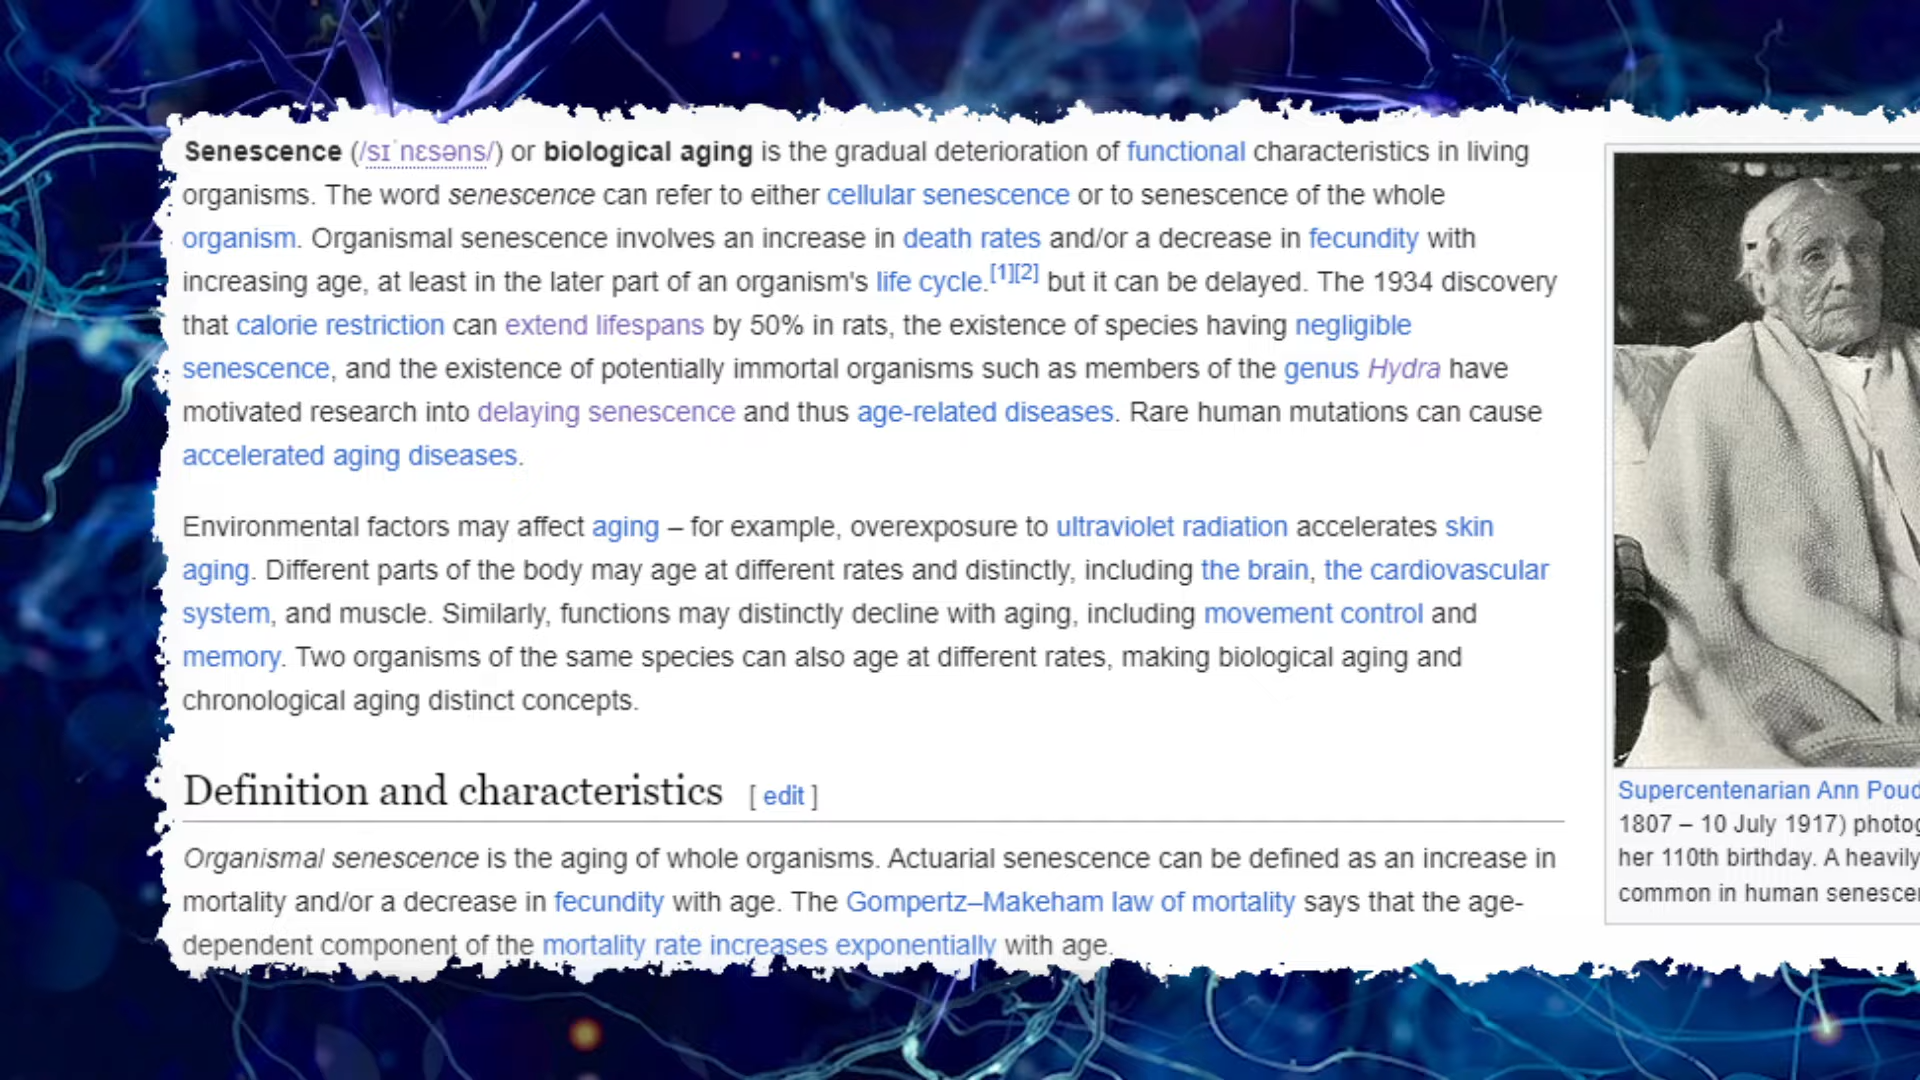 Senescence (/sɪˈnɛsəns/) or biological aging is the gradual deterioration of functional characteristics in living
organisms. The word senescence can refer to either cellular senescence or to senescence of the whole
organism. Organismal senescence involves an increase in death rates and/or a decrease in fecundity with
increasing age, at least in the later part of an organism's life cycle.[1][2] but it can be delayed. The 1934 discovery
that calorie restriction can extend lifespans by 50% in rats, the existence of species having negligible
senescence, and the existence of potentially immortal organisms such as members of the genus Hydra have
motivated research into delaying senescence and thus age-related diseases. Rare human mutations can cause
accelerated aging diseases.
Environmental factors may affect aging – for example, overexposure to ultraviolet radiation accelerates skin
aging. Different parts of the body may age at different rates and distinctly, including the brain, the cardiovascular
system, and muscle. Similarly, functions may distinctly decline with aging, including movement control and
memory. Two organisms of the same species can also age at different rates, making biological aging and
chronological aging distinct concepts.
Definition and characteristics [ edit ]
Organismal senescence is the aging of whole organisms. Actuarial senescence can be defined as an increase in
mortality and/or a decrease in fecundity with age. The Gompertz–Makeham law of mortality says that the age-
dependent component of the mortality rate increases exponentially with age.
Supercentenarian Ann
1807 – 10 July 1917)
her 110th birthday. A heavily
common in human